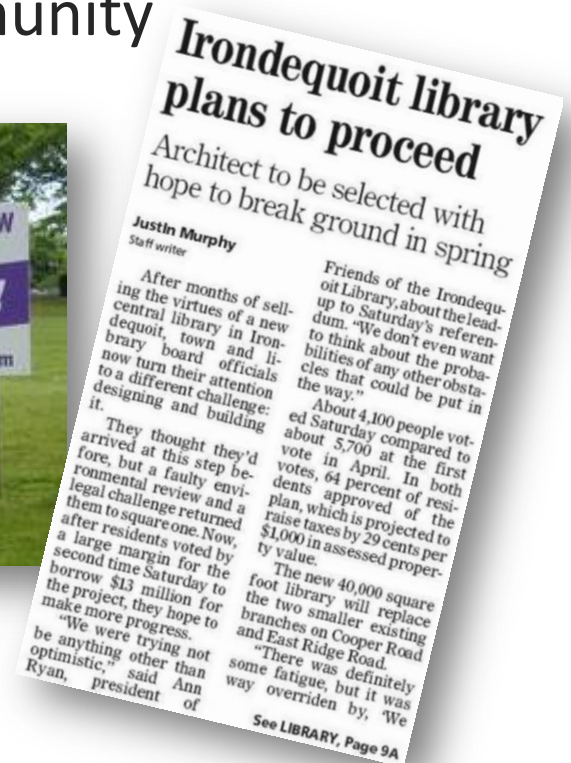 munity
W
m
Irondequoit library
plans to proceed
Architect to be selected with
hope to break ground in spring
Justin Murphy
Staff writer
After months of sell-
ing the virtues of a new
central library in Iron-
dequoit, town and li-
brary board officials
now turn their attention
to a different challenge:
designing and building
it.
They thought they'd
arrived at this step be-
fore, but a faulty envi-
ronmental review and a
legal challenge returned
them to square one. Now,
after residents voted by
a large margin for the
second time Saturday to
borrow $13 million for
the project, they hope to
make more progress.
"We were trying not
be anything other than
optimistic," said Ann
Ryan, president of
Friends of the Irondequ-
oit Library, about the lead-
up to Saturday's referen-
dum. "We don't even want
to think about the proba-
bilities of any other obsta-
cles that could be put in
the way."
About 4,100 people vot-
ed Saturday compared to
about 5,700 at the first
vote in April. In both
votes, 64 percent of resi-
dents approved of the
plan, which is projected to
raise taxes by 29 cents per
$1,000 in assessed proper-
ty value.
The new 40,000 square
foot library will replace
the two smaller existing
branches on Cooper Road
and East Ridge Road.
"There was definitely
some fatigue, but it was
way overriden by, 'We
See LIBRARY, Page 9A